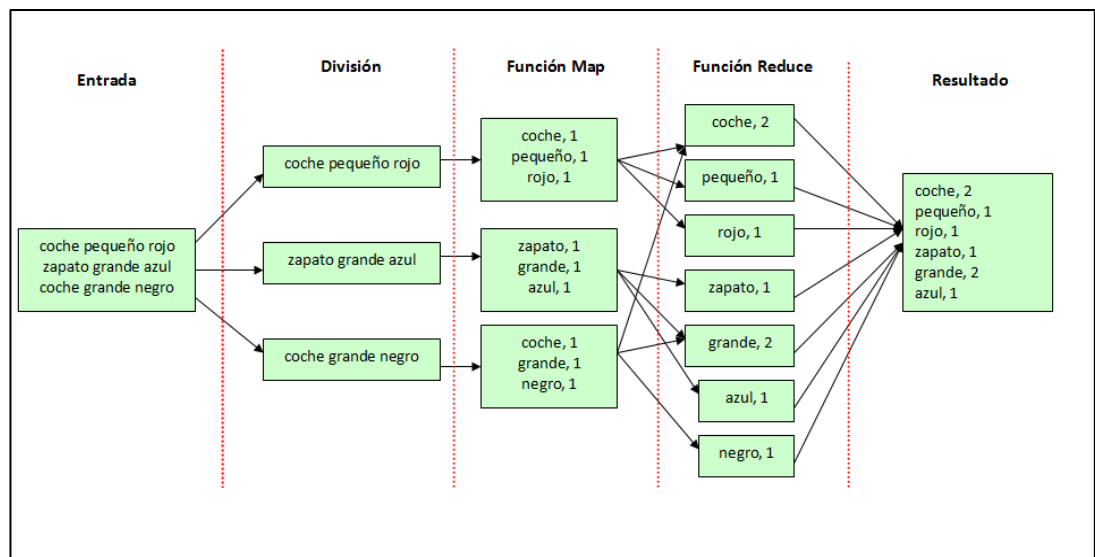 Entrada
División
Función Map
Función Reduce
Resultado
coche pequeño rojo
zapato grande azul
coche grande negro
coche pequeño rojo
zapato grande azul
coche grande negro
coche, 1
pequeño, 1
rojo, 1
zapato, 1
grande, 1
azul, 1
coche, 1
grande, 1
negro, 1
coche, 2
pequeño, 1
rojo, 1
zapato, 1
grande, 2
azul, 1
negro, 1
coche, 2
pequeño, 1
rojo, 1
zapato, 1
grande, 2
azul, 1